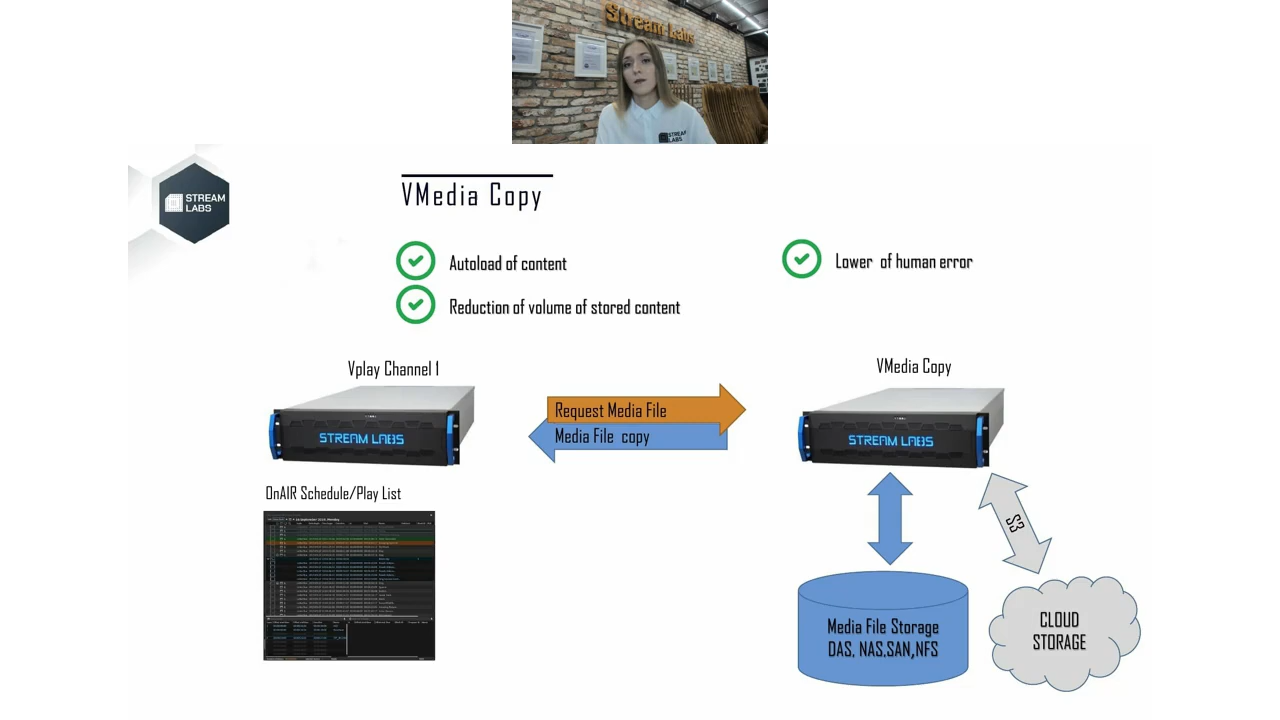 Stream Labs
STREAM
LABS
STREAM
LABS
VMedia Copy
Autoload of content
Lower of human error
Reduction of volume of stored content
Vplay Channel 1
VMedia Copy
Request Media File
Media File copy
STREAM LABS
STREAM LABS
OnAIR Schedule/Play List
S3
Media File Storage
DAS, NAS,SAN,NFS
CLOUD
STORAGE